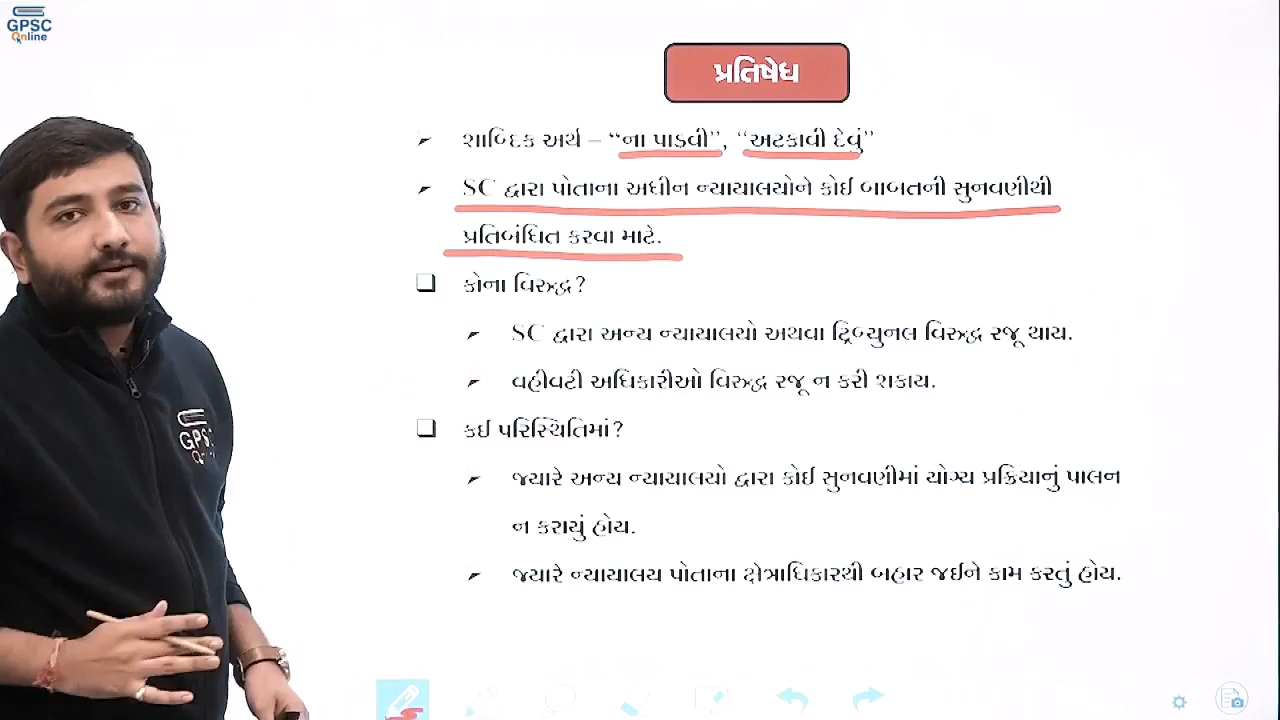 GPSC
Online
પ્રતિષેધ
➤ શાબ્દિક અર્થ – “ના પાડવી”, “અટકાવી દેવું”
➤ SC દ્વારા પોતાના અધીન ન્યાયાલયોને કોઈ બાબતની સુનવણીથી
પ્રતિબંધિત કરવા માટે.
❑ કોના વિરુદ્ધ?
➤ SC દ્વારા અન્ય ન્યાયાલયો અથવા ટ્રિબ્યુનલ વિરુદ્ધ રજૂ થાય.
➤ વહીવટી અધિકારીઓ વિરુદ્ધ રજૂ ન કરી શકાય.
❑ કઈ પરિસ્થિતિમાં?
➤ જ્યારે અન્ય ન્યાયાલયો દ્વારા કોઈ સુનવણીમાં યોગ્ય પ્રક્રિયાનું પાલન
ન કરાયું હોય.
➤ જ્યારે ન્યાયાલય પોતાના ક્ષેત્રાધિકારથી બહાર જઈને કામ કરતું હોય.
GPSC